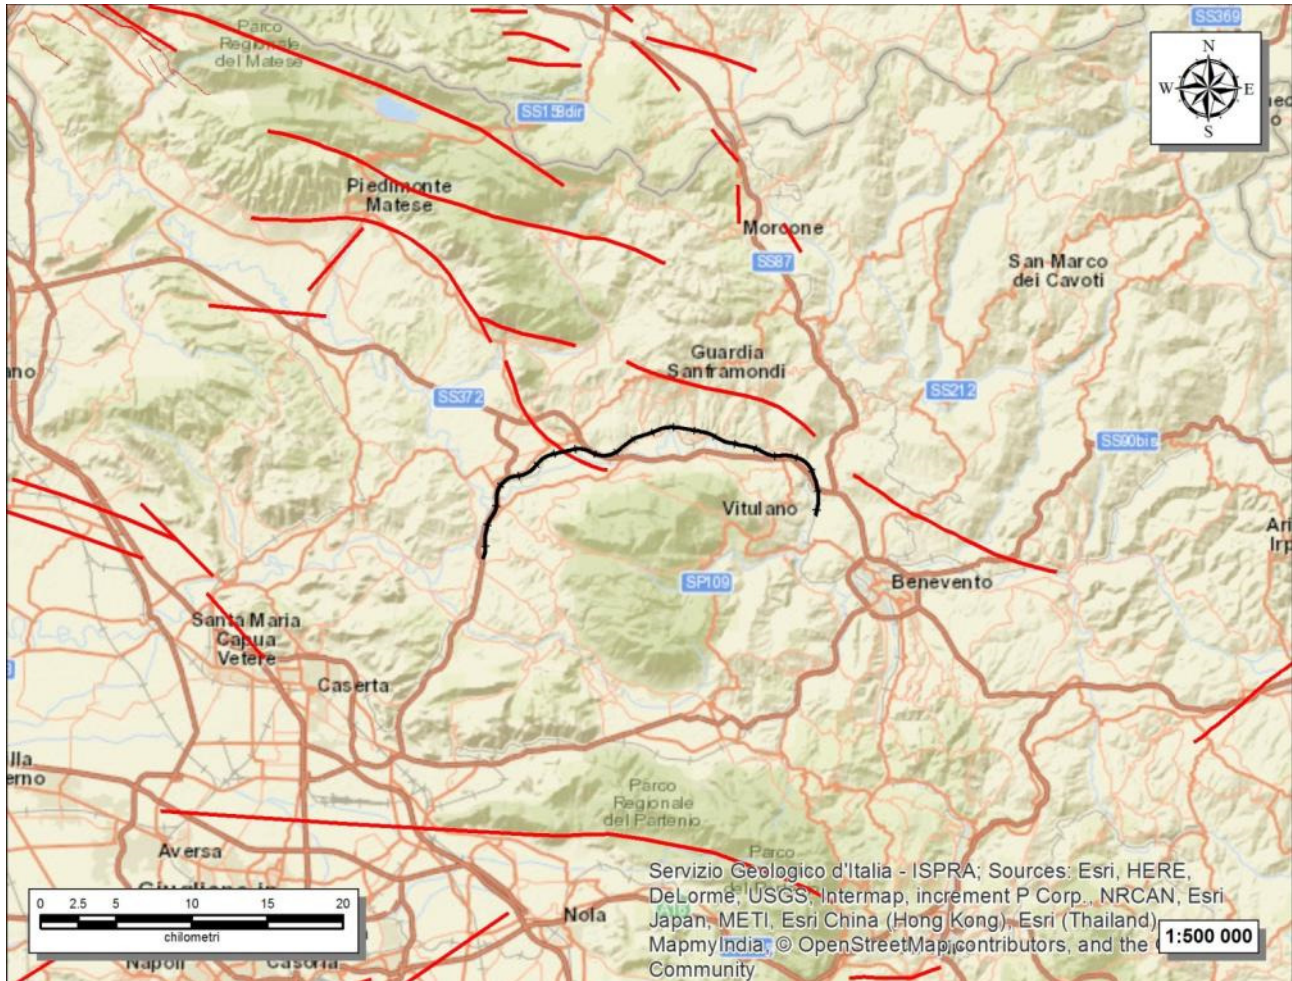 SS369
Parco
Regionale
del Matese
N
W
E
S
SS158dir
Piedimonte
Matese
Morcone
SS87
San Marco
dei Cavoti
Guardia
Sanframondi
SS372
SS212
SS90bis
Vitulano
SP109
Benevento
Santa Maria
Capua
Vetere
Caserta
Parco
Regionale
del Partenio
Aversa
Parco
Servizio Geologico d'Italia - ISPRA; Sources: Esri, HERE,
DeLorme, USGS, Intermap, increment P Corp., NRCAN, Esri
Japan, METI, Esri China (Hong Kong), Esri (Thailand),
MapmyIndia, © OpenStreetMap contributors, and the
Community
0 2.5 5 10 15 20
chilometri
Nola
1:500 000
Napoli
Casoria